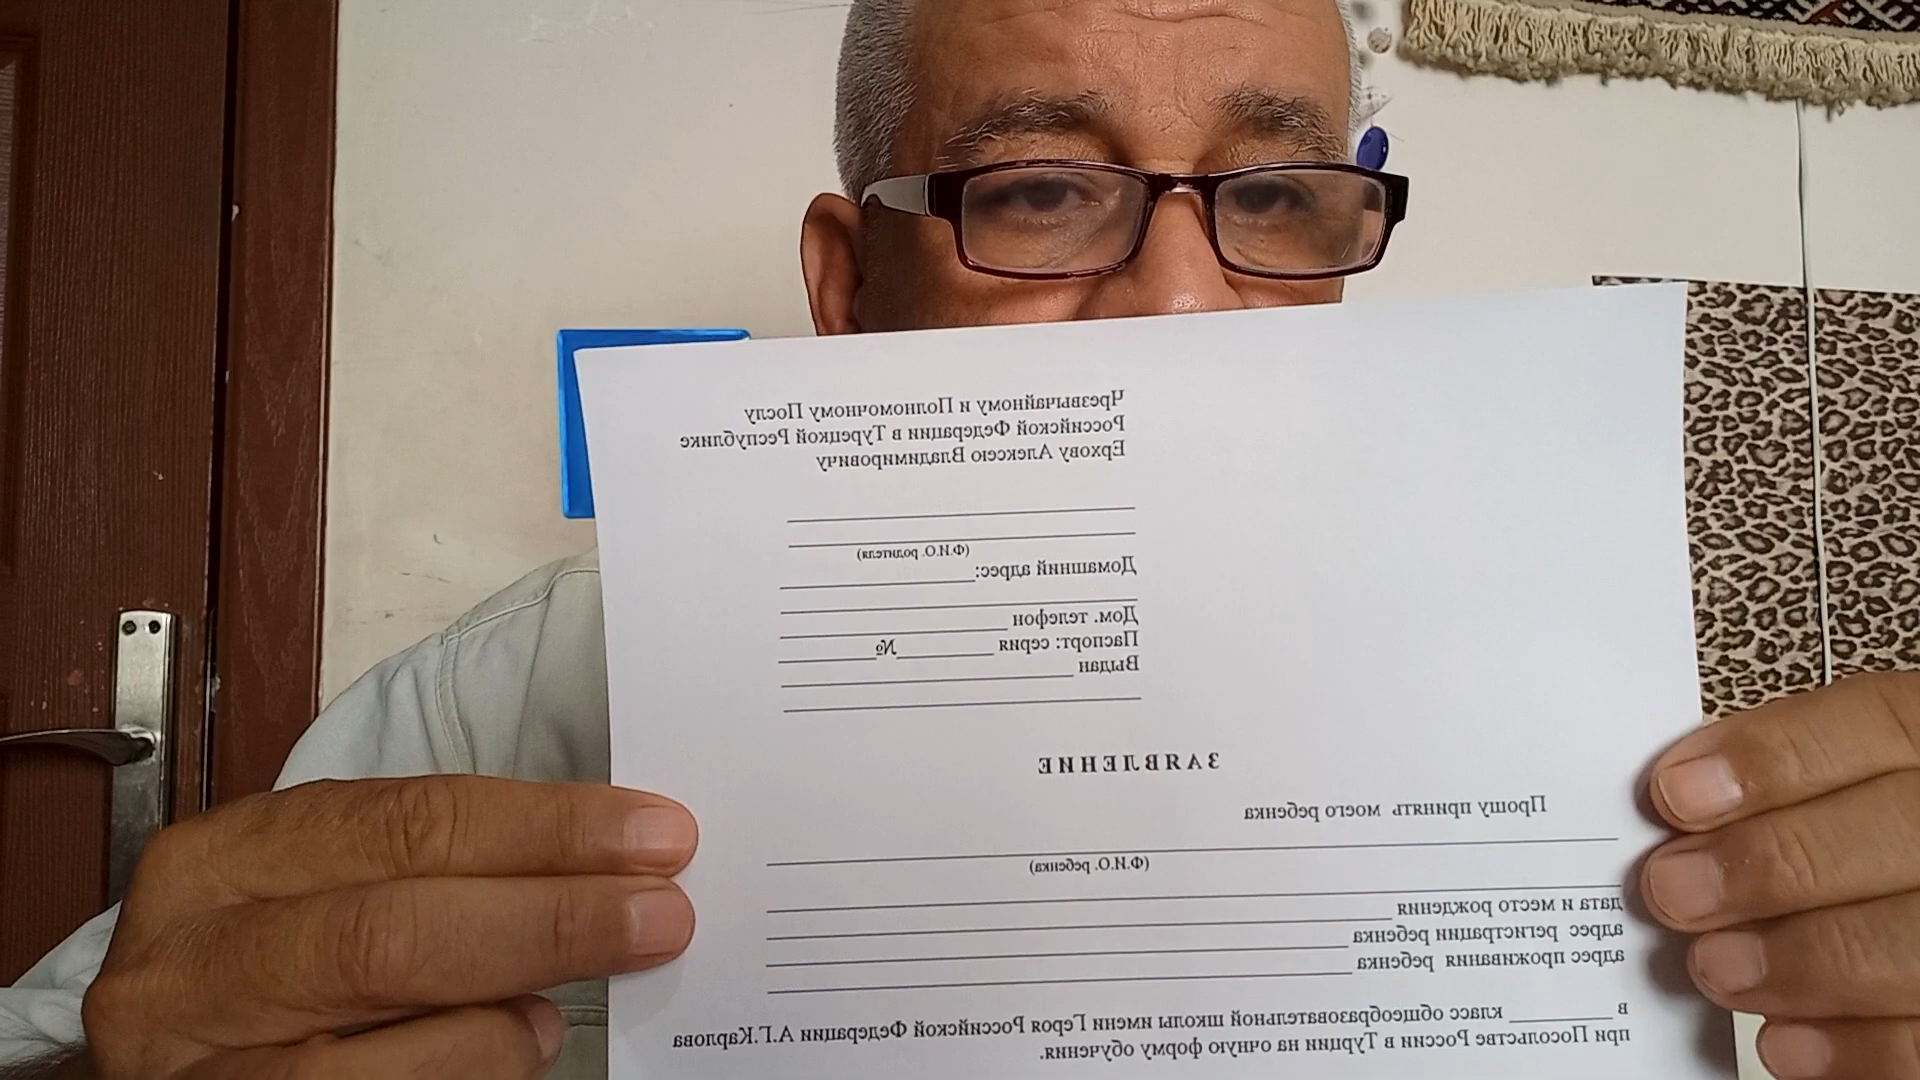 Чрезвычайному и Полномочному Послу
Российской Федерации в Турецкой Республике
Ерхову Алексею Владимировичу
(Ф.И.О. родителя)
Домашний адрес:
Дом. телефон
Паспорт: серия №
Выдан
ЗАЯВЛЕНИЕ
Прошу принять моего ребенка
(Ф.И.О. ребенка)
дата и место рождения
адрес регистрации ребенка
адрес проживания ребенка
в класс общеобразовательной школы имени Героя Российской Федерации А.Г.Карлова
при Посольстве России в Турции на очную форму обучения.